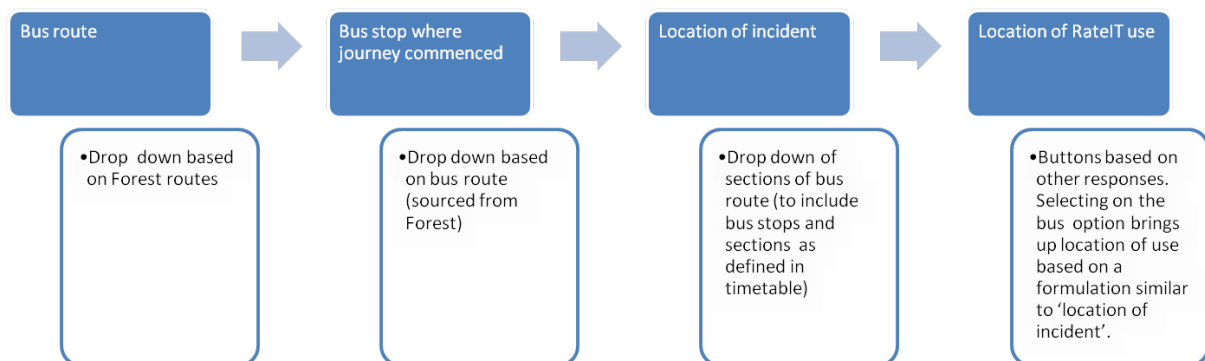 Bus route
Bus stop where
journey commenced
Location of incident
Location of RateIT use
•Drop down based
on Forest routes
•Drop down based
on bus route
(sourced from
Forest)
•Drop down of
sections of bus
route (to include
bus stops and
sections as
defined in
timetable)
•Buttons based on
other responses.
Selecting on the
bus option brings
up location of use
based on a
formulation similar
to ‘location of
incident’.